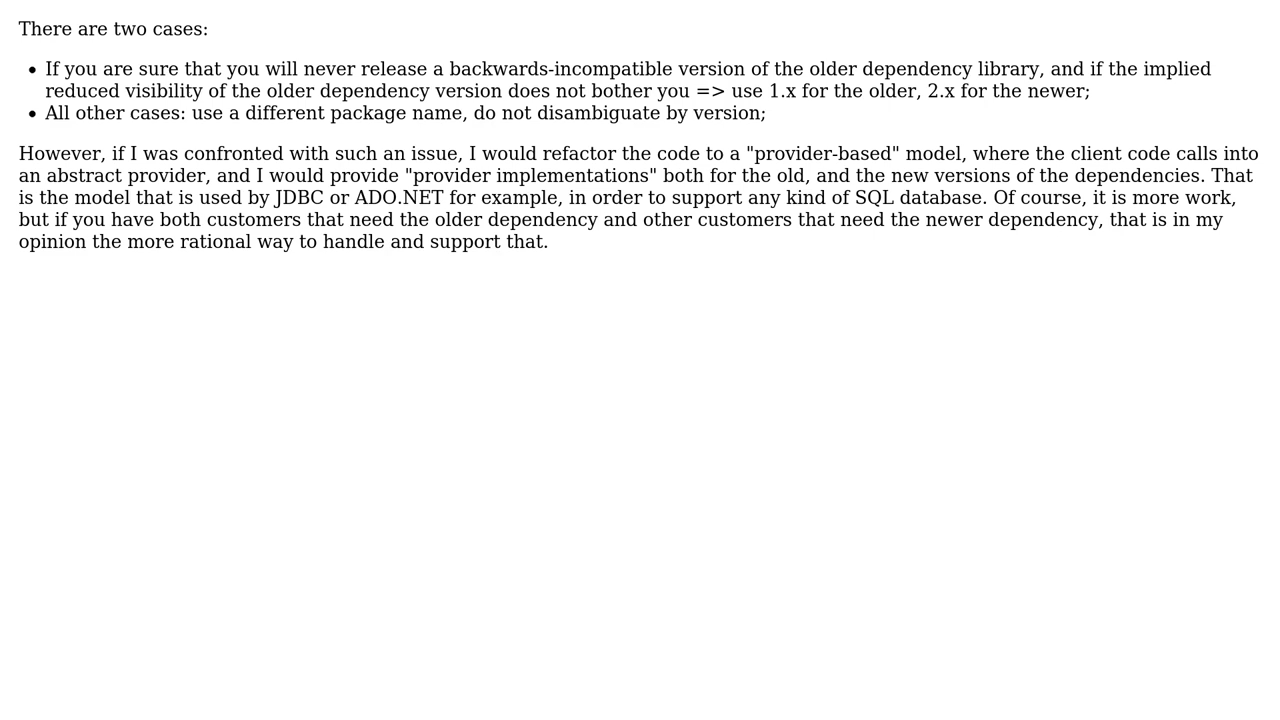 There are two cases:
• If you are sure that you will never release a backwards-incompatible version of the older dependency library, and if the implied
reduced visibility of the older dependency version does not bother you => use 1.x for the older, 2.x for the newer;
• All other cases: use a different package name, do not disambiguate by version;
However, if I was confronted with such an issue, I would refactor the code to a "provider-based" model, where the client code calls into
an abstract provider, and I would provide "provider implementations" both for the old, and the new versions of the dependencies. That
is the model that is used by JDBC or ADO.NET for example, in order to support any kind of SQL database. Of course, it is more work,
but if you have both customers that need the older dependency and other customers that need the newer dependency, that is in my
opinion the more rational way to handle and support that.